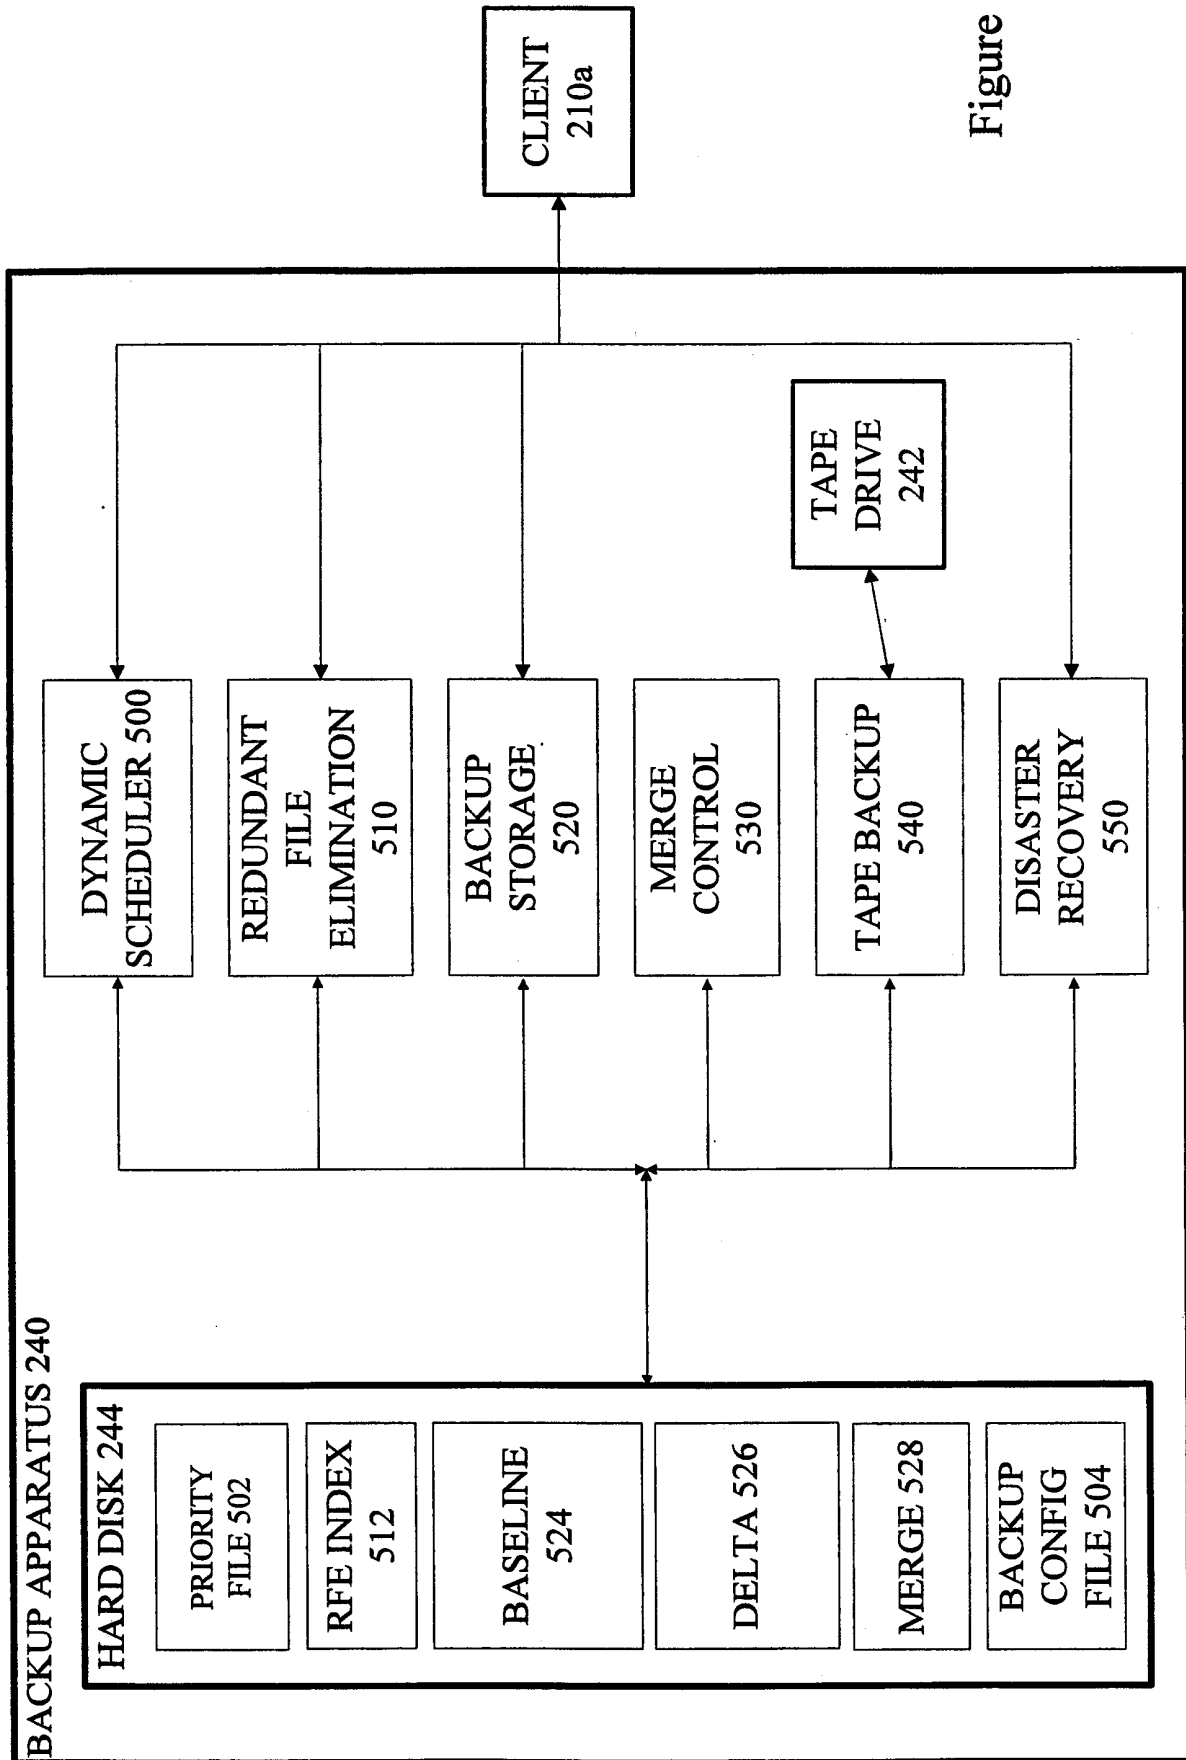 BACKUP APPARATUS 240
HARD DISK 244
PRIORITY
FILE 502
RFE INDEX
512
BASELINE
524
DELTA 526
MERGE 528
BACKUP
CONFIG
FILE 504
DYNAMIC
SCHEDULER 500
REDUNDANT
FILE
ELIMINATION
510
BACKUP
STORAGE
520
MERGE
CONTROL
530
TAPE BACKUP
540
DISASTER
RECOVERY
550
TAPE
DRIVE
242
CLIENT
210a
Figure